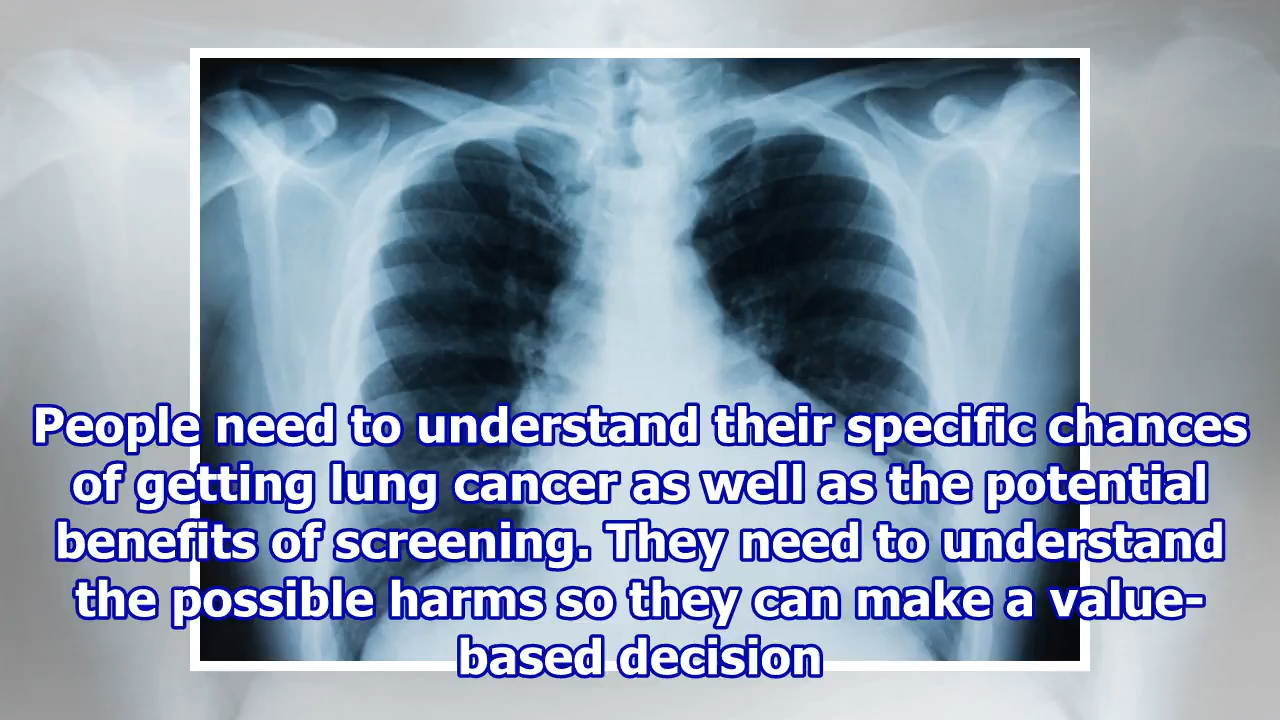 People need to understand their specific chances
of getting lung cancer as well as the potential
benefits of screening. They need to understand
the possible harms so they can make a value-
based decision